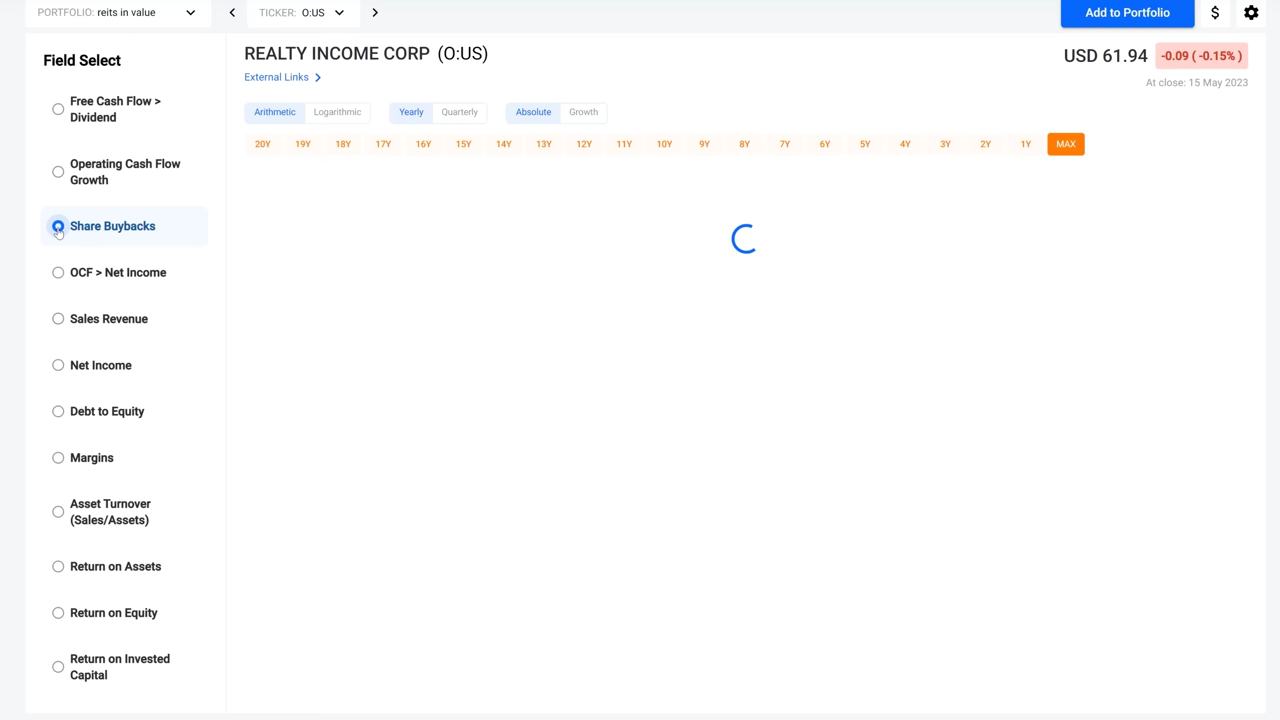 PORTFOLIO: reits in value
TICKER: O:US
Add to Portfolio
$
Field Select
Free Cash Flow >
Dividend
Operating Cash Flow
Growth
Share Buybacks
OCF > Net Income
Sales Revenue
Net Income
Debt to Equity
Margins
Asset Turnover
(Sales/Assets)
Return on Assets
Return on Equity
Return on Invested
Capital
REALTY INCOME CORP (O:US)
External Links
USD 61.94 -0.09 ( -0.15% )
At close: 15 May 2023
Arithmetic Logarithmic Yearly Quarterly Absolute Growth
20Y 19Y 18Y 17Y 16Y 15Y 14Y 13Y 12Y 11Y 10Y 9Y 8Y 7Y 6Y 5Y 4Y 3Y 2Y 1Y MAX